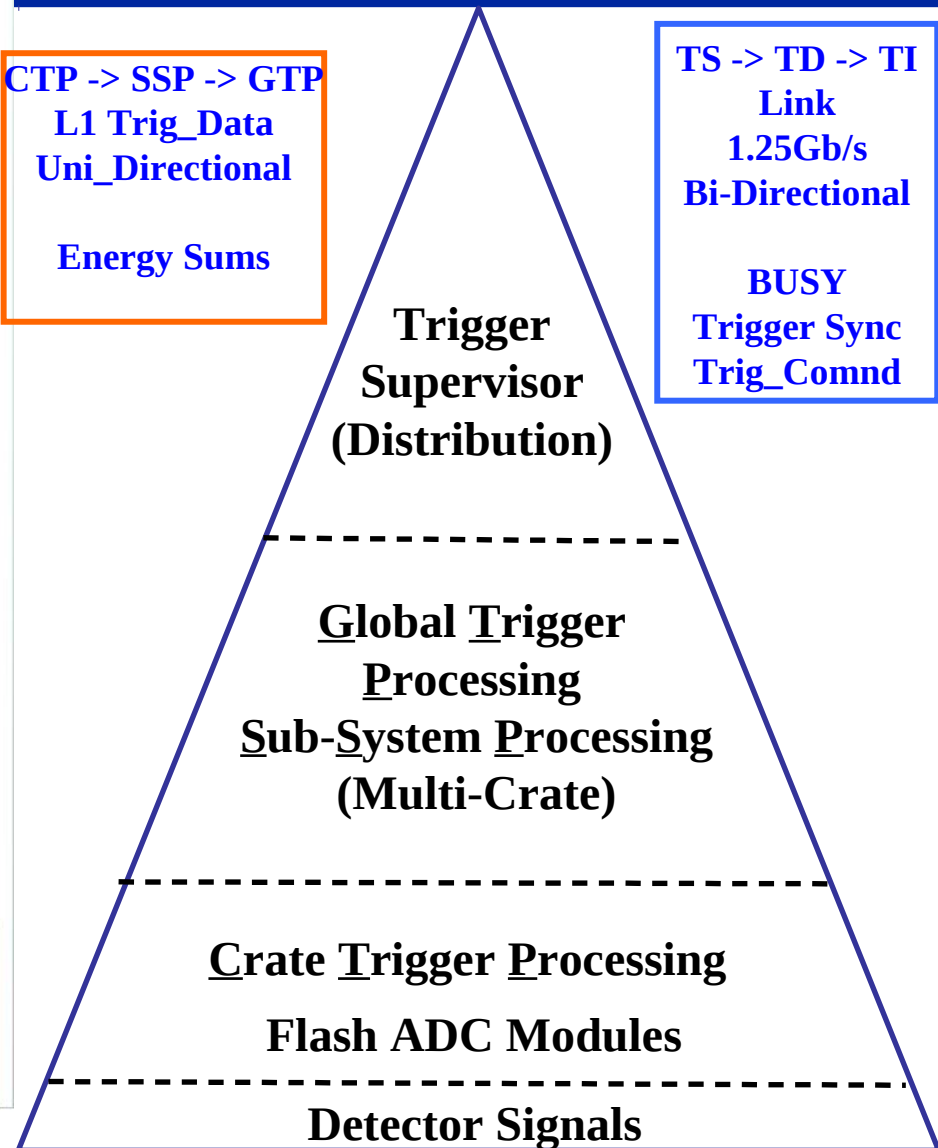 CTP -> SSP -> GTP
L1 Trig_Data
Uni_Directional
Energy Sums
TS -> TD -> TI
Link
1.25Gb/s
Bi-Directional
BUSY
Trigger Sync
Trig_Comnd
Trigger
Supervisor
(Distribution)
Global Trigger
Processing
Sub-System Processing
(Multi-Crate)
Crate Trigger Processing
Flash ADC Modules
Detector Signals